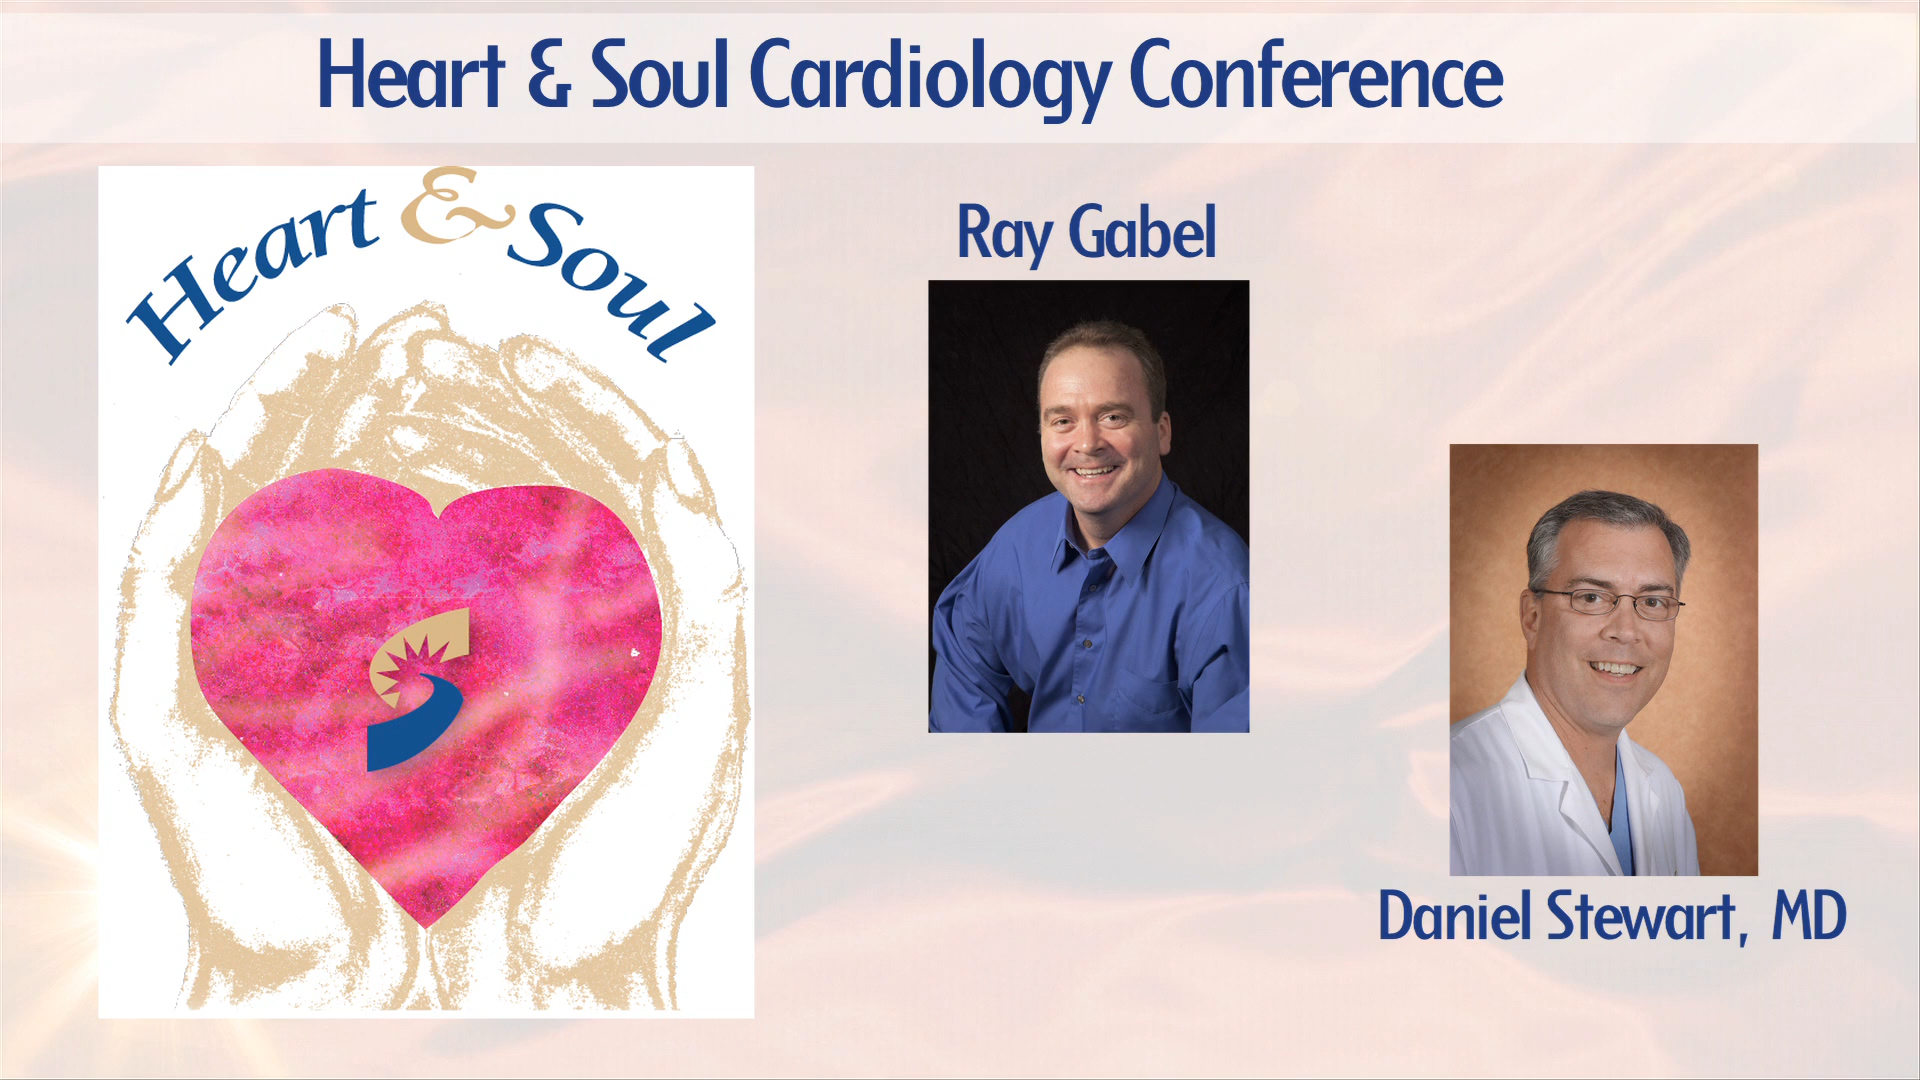 Heart & Soul Cardiology Conference
Heart & Soul
Ray Gabel
Daniel Stewart, MD